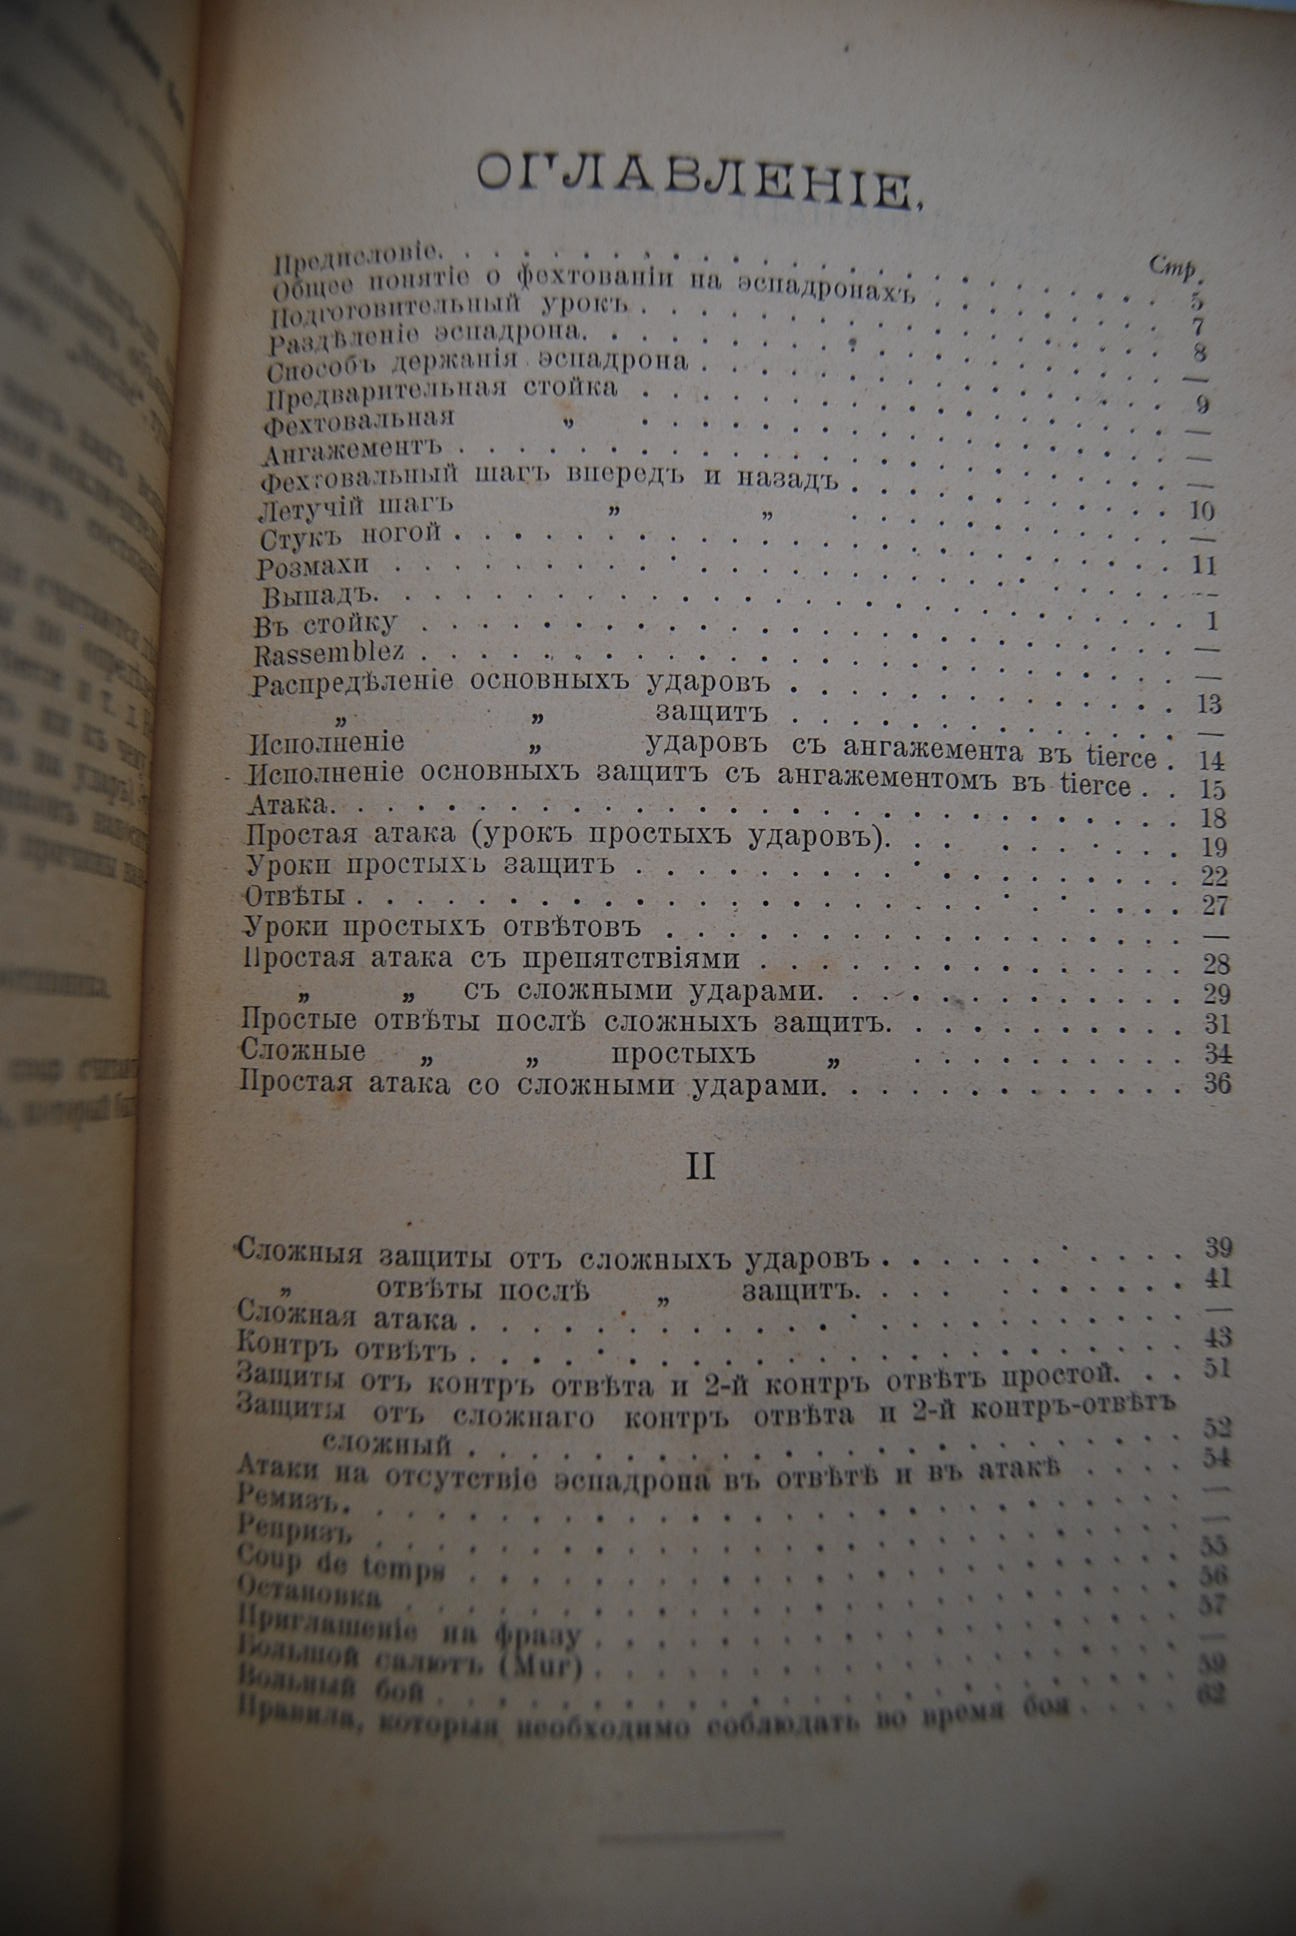 ОГЛАВЛЕНІЕ.
Стр.
Предисловіе. . . . . . . . . . 5
Общее понятіе о фехтованіи на эспадронахъ . . . . 7
Подготовительный урокъ . . . . . . . . 8
Раздѣленіе эспадрона. . . . . . . . . —
Способъ держанія эспадрона . . . . . . . 9
Предварительная стойка . . . . . . . . —
Фехтовальная „ . . . . . . . . —
Ангажементъ . . . . . . . . . . —
Фехтовальный шагъ впередъ и назадъ . . . . . 10
Летучій шагъ „ „ . . . . . —
Стукъ ногой . . . . . . . . . . 11
Розмахи . . . . . . . . . . —
Выпадъ. . . . . . . . . . . 1
Въ стойку . . . . . . . . . . —
Rassemblez . . . . . . . . . . —
Распредѣленіе основныхъ ударовъ . . . . . . 13
„ „ защитъ . . . . . . —
Исполненіе „ ударовъ съ ангажемента въ tierce . 14
Исполненіе основныхъ защитъ съ ангажементомъ въ tierce . . 15
Атака. . . . . . . . . . . 18
Простая атака (урокъ простыхъ ударовъ). . . . . 19
Уроки простыхъ защитъ . . . . . . . . 22
Отвѣты . . . . . . . . . . . 27
Уроки простыхъ отвѣтовъ . . . . . . . . —
Простая атака съ препятствіями . . . . . . 28
„ „ съ сложными ударами. . . . . . 29
Простые отвѣты послѣ сложныхъ защитъ. . . . . 31
Сложные „ „ простыхъ „ . . . . 34
Простая атака со сложными ударами. . . . . . 36
II
Сложныя защиты отъ сложныхъ ударовъ . . . . . 39
„ отвѣты послѣ „ защитъ. . . . . 41
Сложная атака . . . . . . . . . . —
Контръ отвѣтъ . . . . . . . . . . 43
Защиты отъ контръ отвѣта и 2-й контръ отвѣтъ простой. . . 51
Защиты отъ сложнаго контръ отвѣта и 2-й контръ-отвѣтъ
сложный . . . . . . . . . . 52
Атаки на отсутствіе эспадрона въ отвѣтѣ и въ атакѣ . . . 54
Ремизъ. . . . . . . . . . . —
Репризъ . . . . . . . . . . —
Coup de temps . . . . . . . . . . 55
Остановка . . . . . . . . . . 56
Приглашеніе на фразу . . . . . . . . 57
Большой салютъ (Mur) . . . . . . . . —
Вольный бой . . . . . . . . . . 59
Правила, которыя необходимо соблюдать во время боя . . . . 62